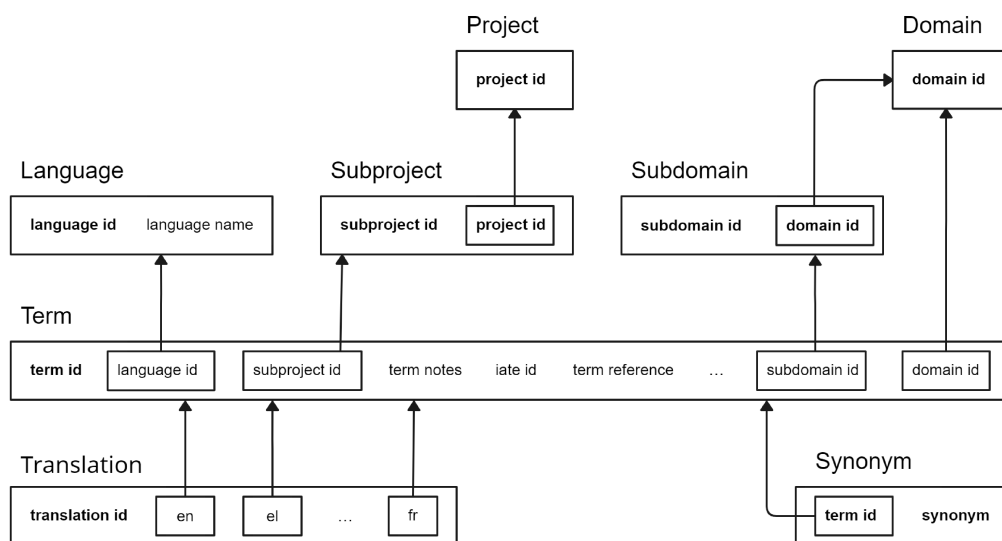 Project
Domain
project id
domain id
Language
Subproject
Subdomain
language id language name
subproject id project id
subdomain id domain id
Term
term id language id subproject id term notes iate id term reference ... subdomain id domain id
Translation
Synonym
translation id en el ... fr
term id synonym